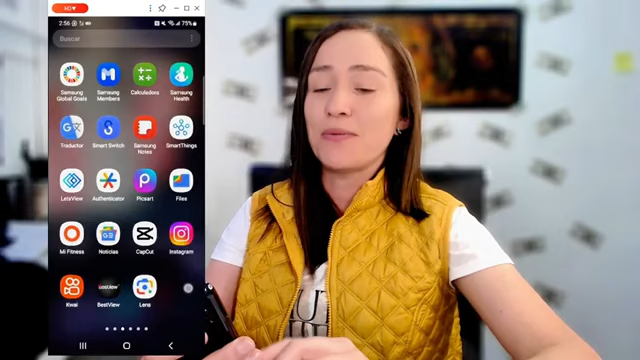 2:56
75%
Buscar
Samsung Global Goals
Samsung Members
Calculadora
Samsung Health
Traductor
Smart Switch
Samsung Notes
SmartThings
LetsView
Authenticator
Picsart
Files
Mi Fitness
Noticias
CapCut
Instagram
Kwai
BestView
Lens